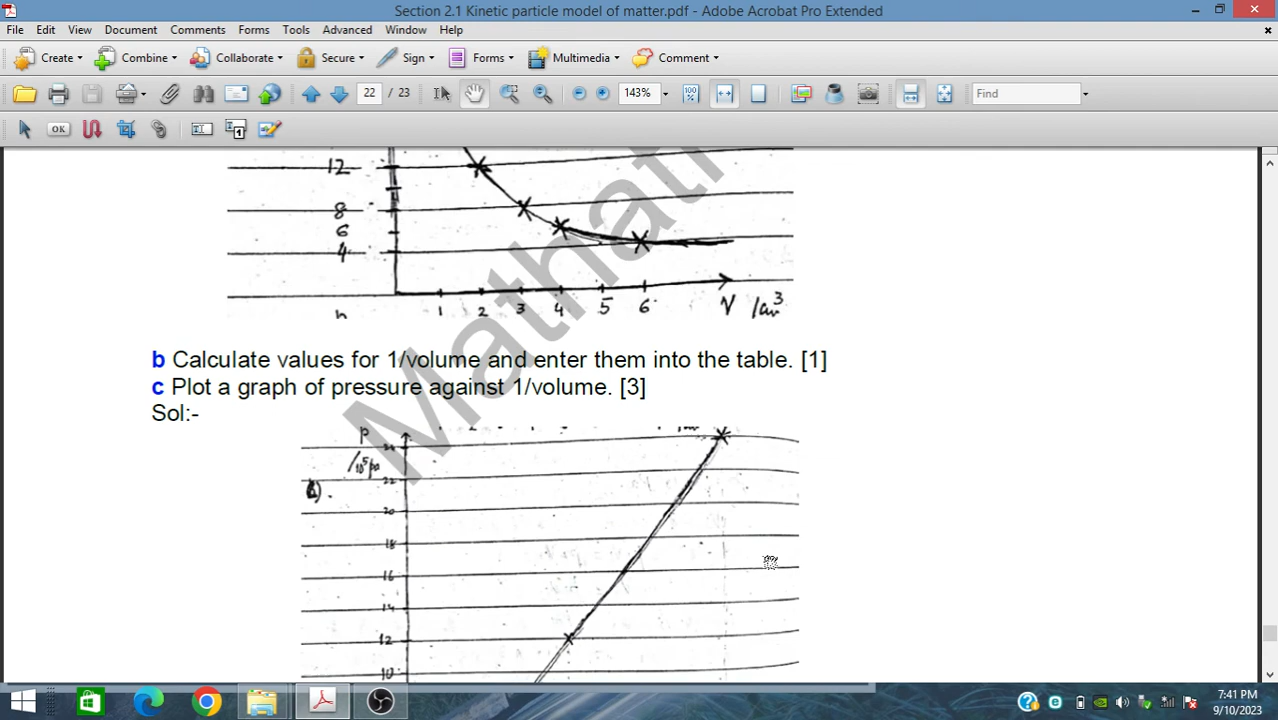 Section 2.1 Kinetic particle model of matter.pdf - Adobe Acrobat Pro Extended
File Edit View Document Comments Forms Tools Advanced Window Help
Create Combine Collaborate Secure Sign Forms Multimedia Comment
22 / 23 143% Find
OK
12
8
6
4
1 2 3 4 5 6 V
b Calculate values for 1/volume and enter them into the table. [1]
c Plot a graph of pressure against 1/volume. [3]
Sol:-
P
/10⁵pa
22
20
18
16
14
12
10
7:41 PM
9/10/2023